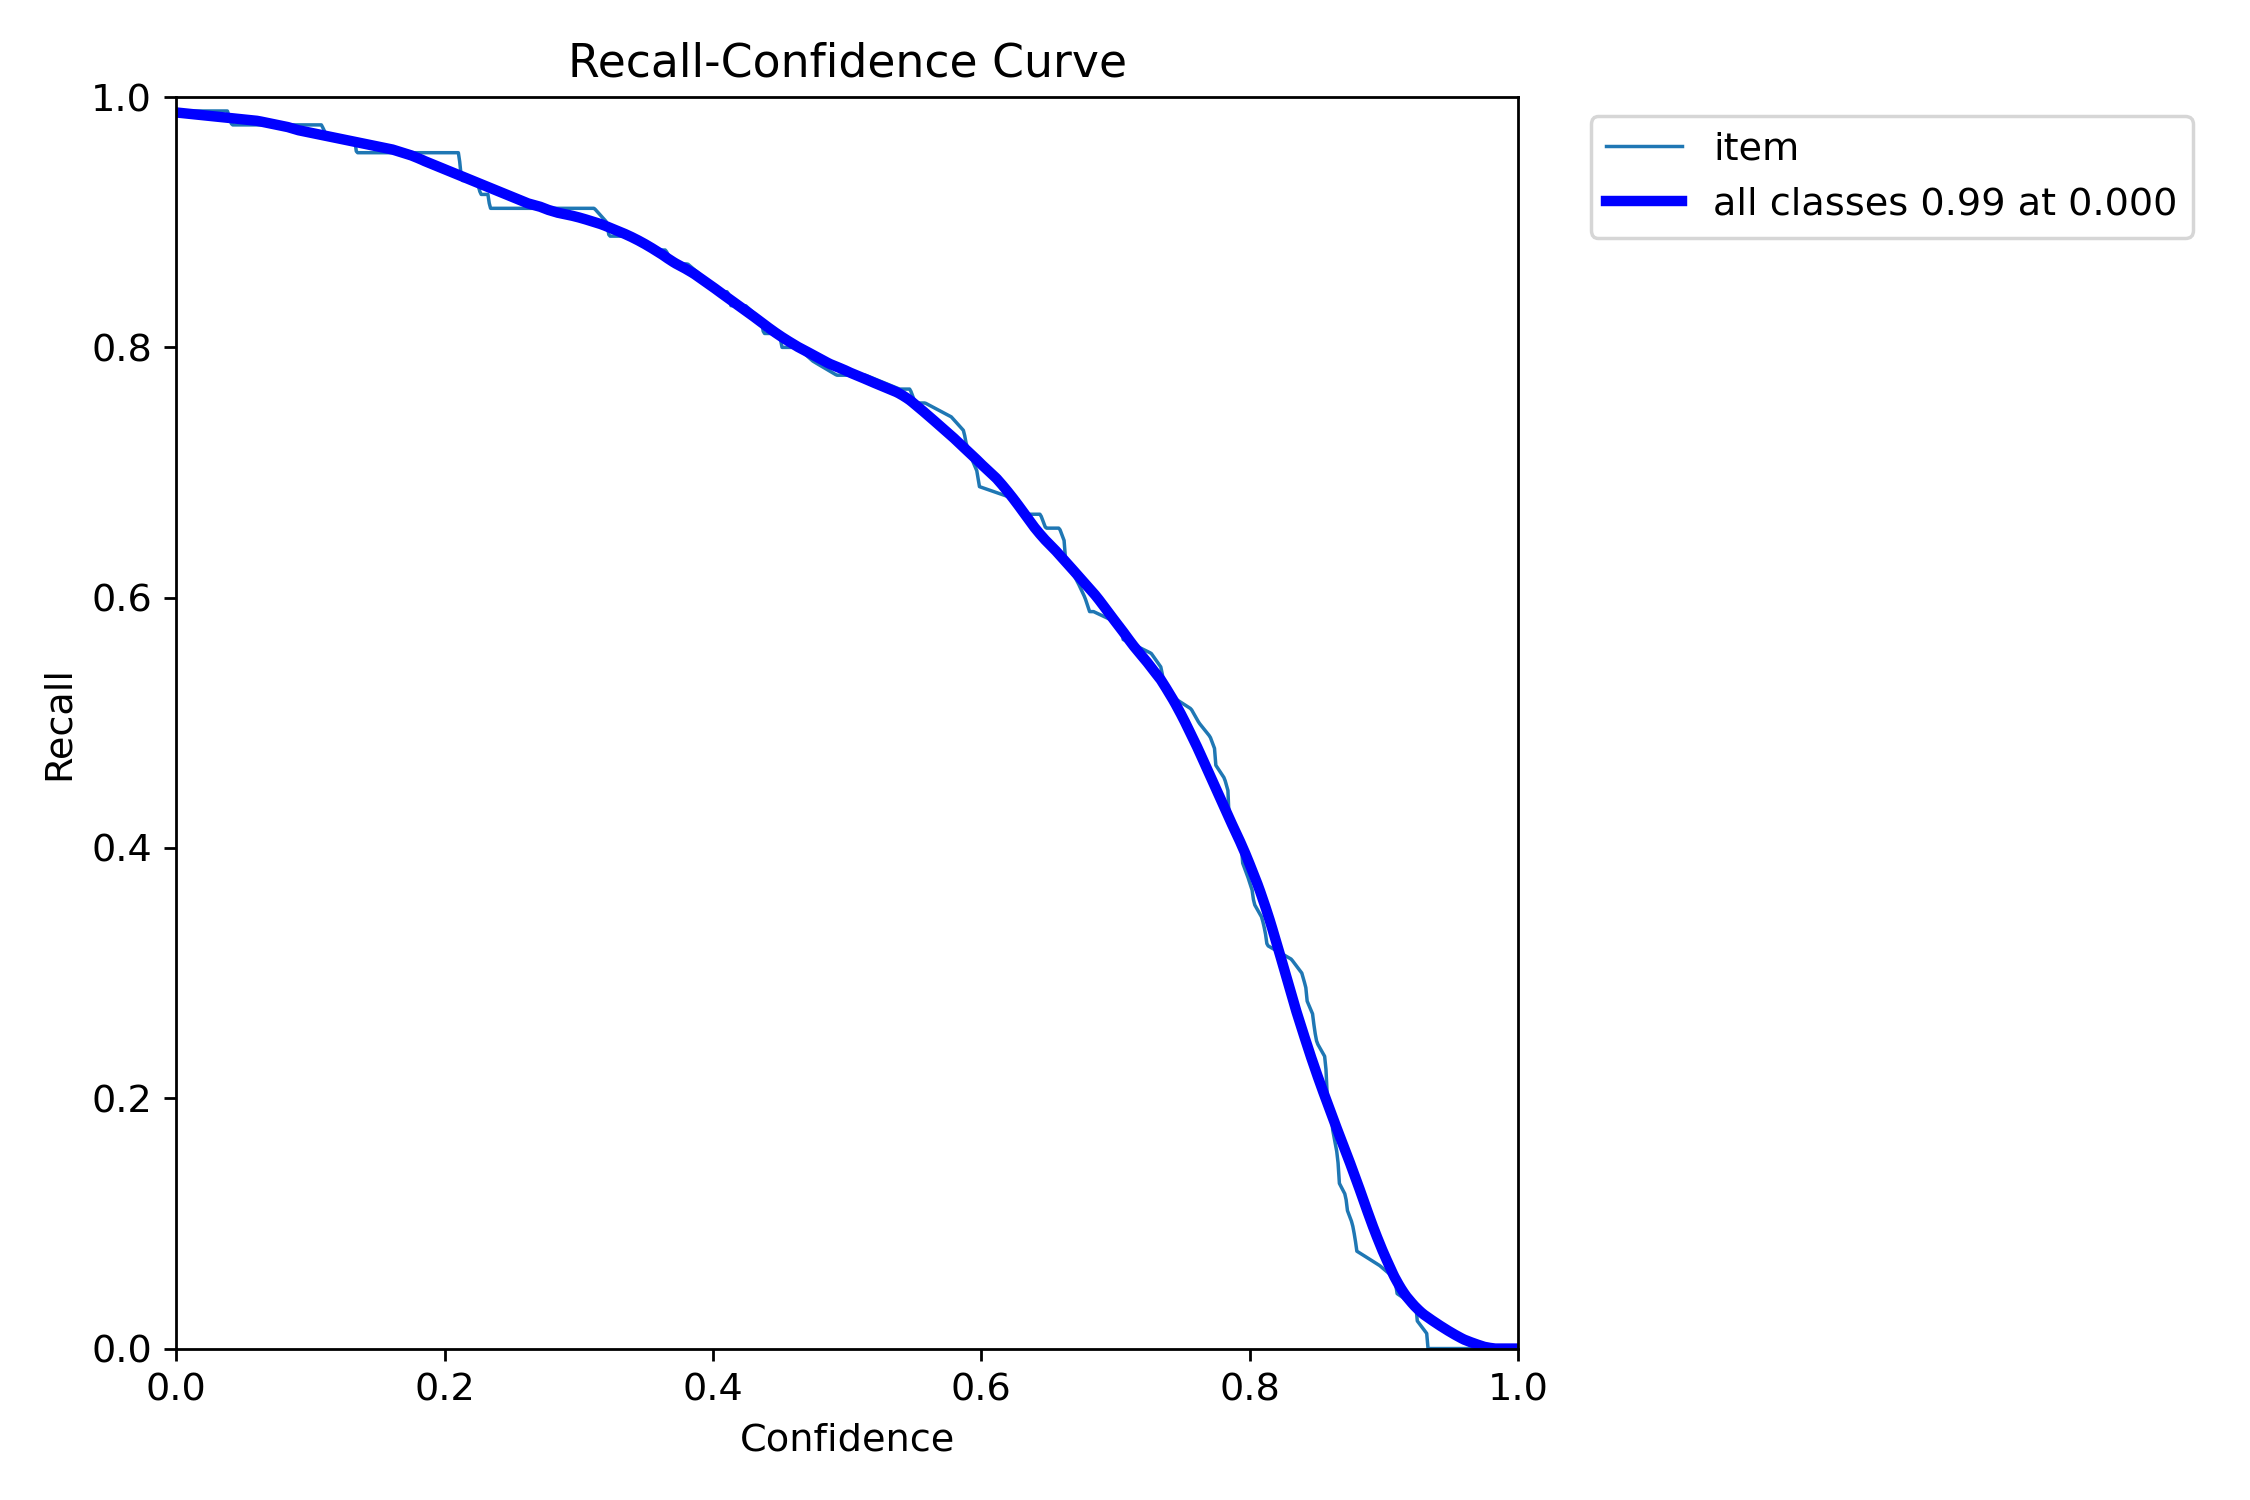 Recall-Confidence Curve
1.0
0.8
0.6
0.4
0.2
0.0
Recall
0.0 0.2 0.4 0.6 0.8 1.0
Confidence
item
all classes 0.99 at 0.000